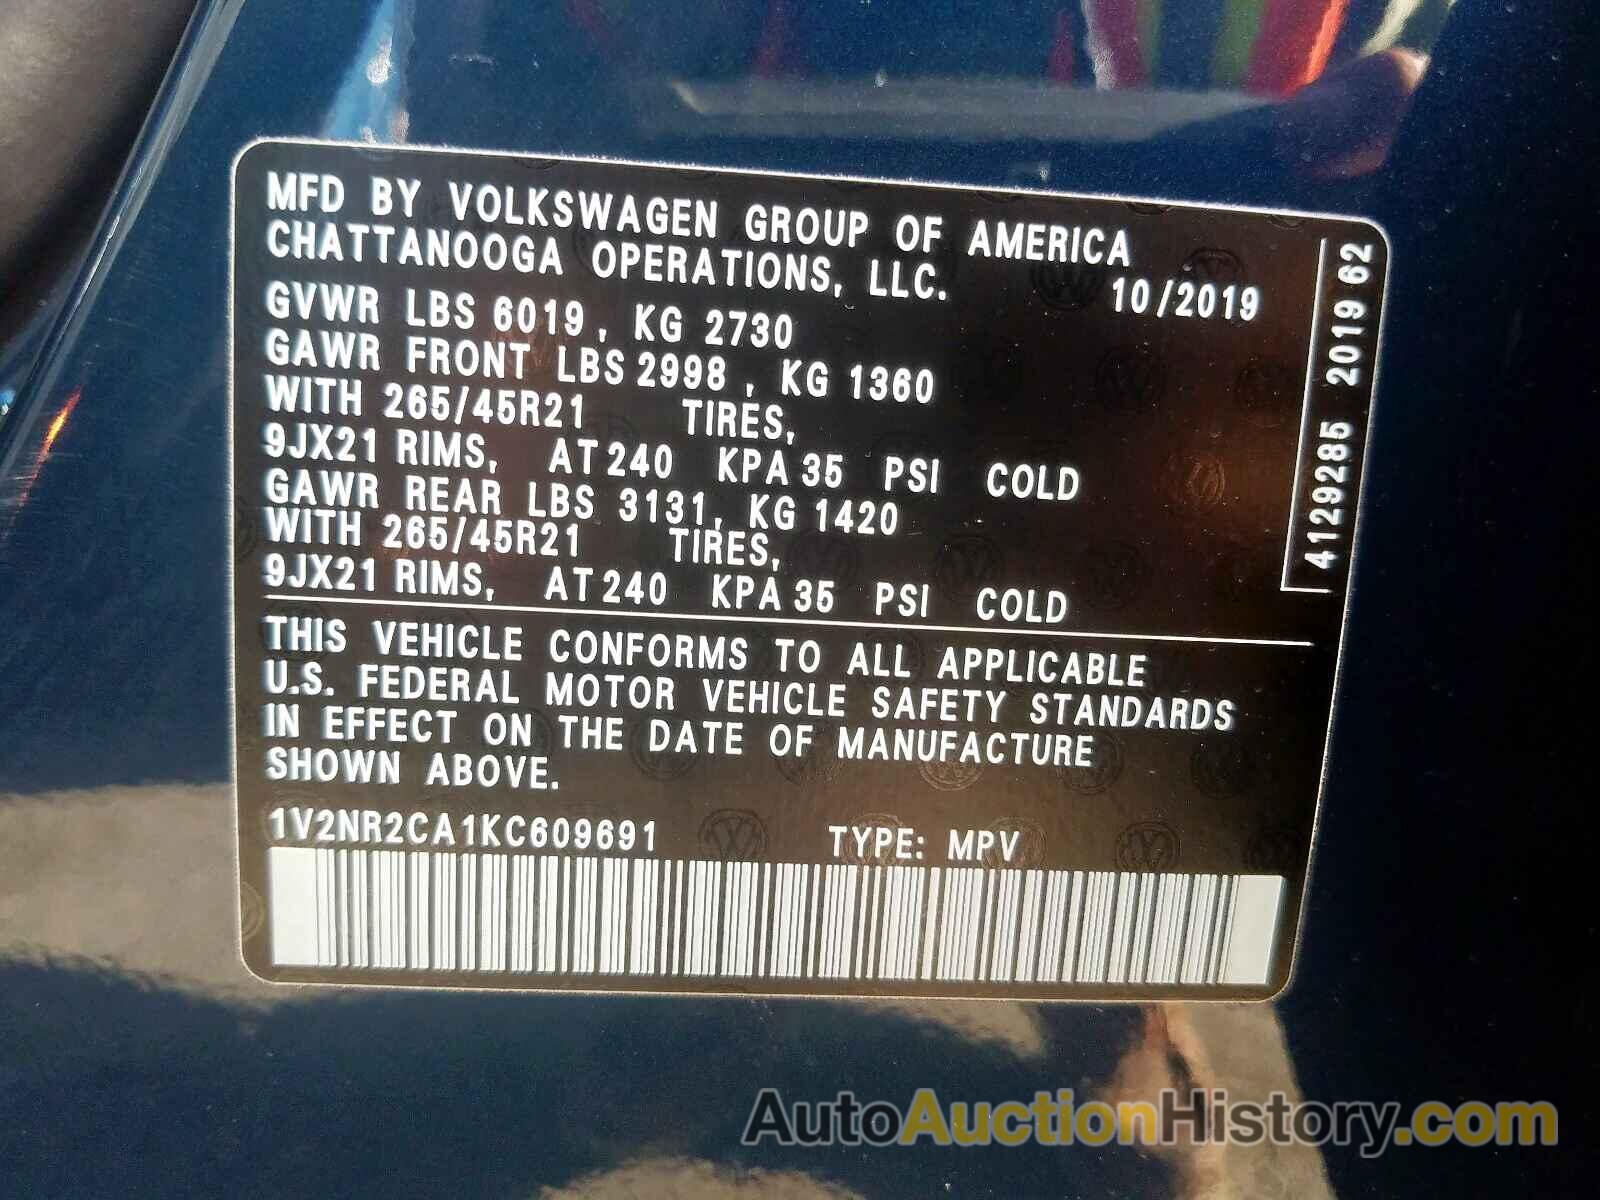 MFD BY VOLKSWAGEN GROUP OF AMERICA
CHATTANOOGA OPERATIONS, LLC. 10/2019
GVWR LBS 6019, KG 2730
GAWR FRONT LBS 2998, KG 1360
WITH 265/45R21 TIRES,
9JX21 RIMS, AT 240 KPA 35 PSI COLD
GAWR REAR LBS 3131, KG 1420
WITH 265/45R21 TIRES,
9JX21 RIMS, AT 240 KPA 35 PSI COLD
THIS VEHICLE CONFORMS TO ALL APPLICABLE
U.S. FEDERAL MOTOR VEHICLE SAFETY STANDARDS
IN EFFECT ON THE DATE OF MANUFACTURE
SHOWN ABOVE.
1V2NR2CA1KC609691 TYPE: MPV
4129285 2019 62
AutoAuctionHistory.com